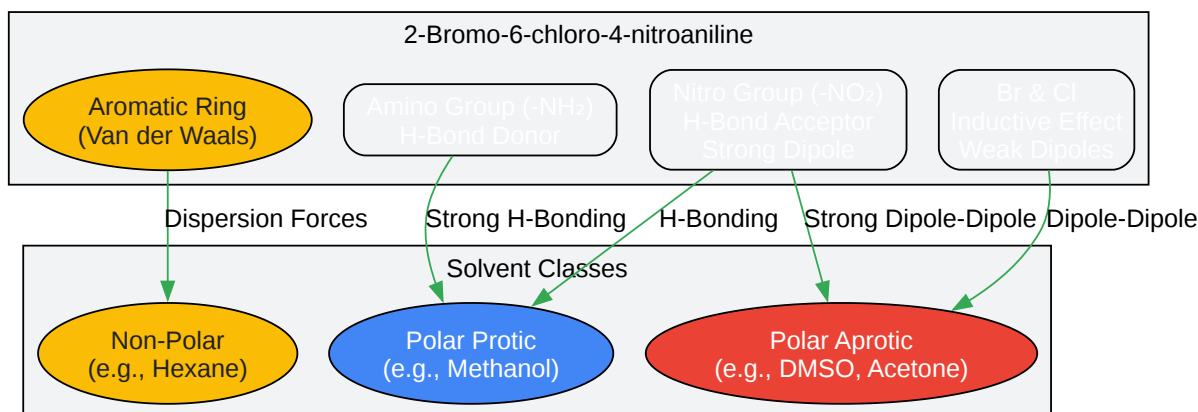 2-Bromo-6-chloro-4-nitroaniline
Aromatic Ring
(Van der Waals)
Amino Group (-NH₂)
H-Bond Donor
Nitro Group (-NO₂)
H-Bond Acceptor
Strong Dipole
Br & Cl
Inductive Effect
Weak Dipoles
Dispersion Forces
Strong H-Bonding
H-Bonding
Strong Dipole-Dipole
Dipole-Dipole
Solvent Classes
Non-Polar
(e.g., Hexane)
Polar Protic
(e.g., Methanol)
Polar Aprotic
(e.g., DMSO, Acetone)